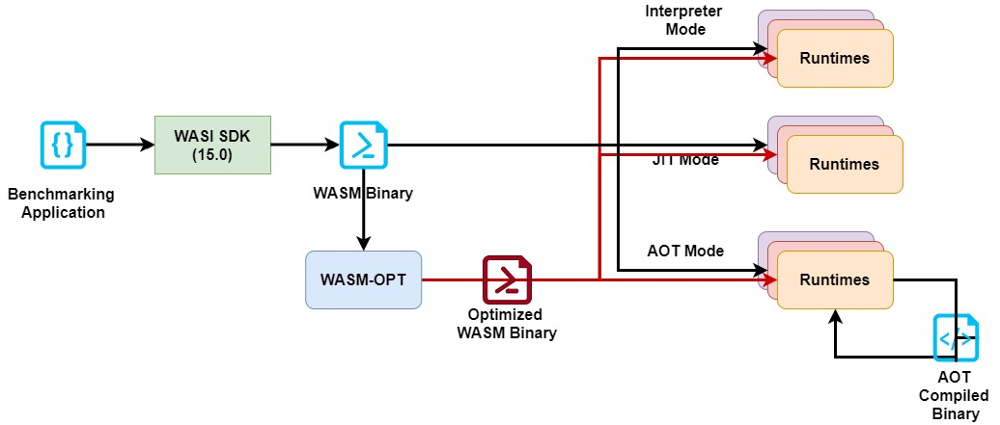 Interpreter
Mode
Runtimes
WASI SDK
(15.0)
{}
Benchmarking
Application
WASM Binary
JIT Mode
Runtimes
AOT Mode
WASM-OPT
Optimized
WASM Binary
Runtimes
</>
AOT
Compiled
Binary